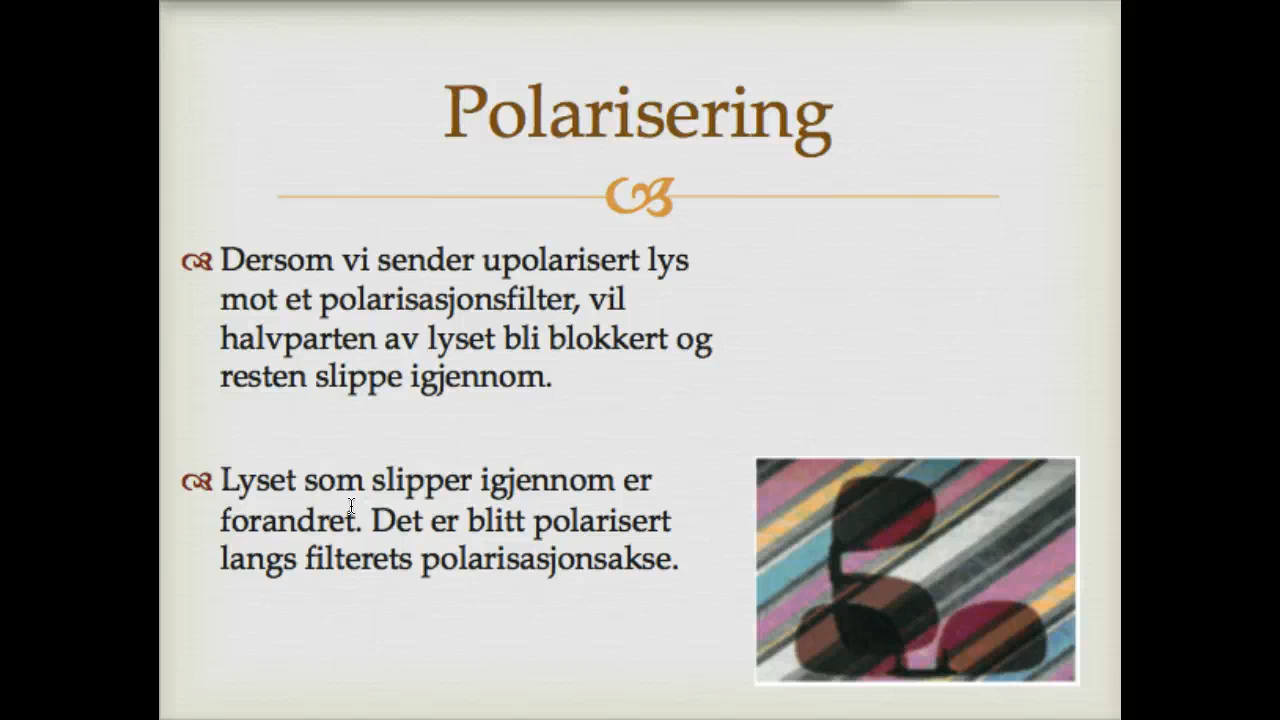 Polarisering
Dersom vi sender upolarisert lys
mot et polarisasjonsfilter, vil
halvparten av lyset bli blokkert og
resten slippe igjennom.
Lyset som slipper igjennom er
forandret. Det er blitt polarisert
langs filterets polarisasjonsakse.